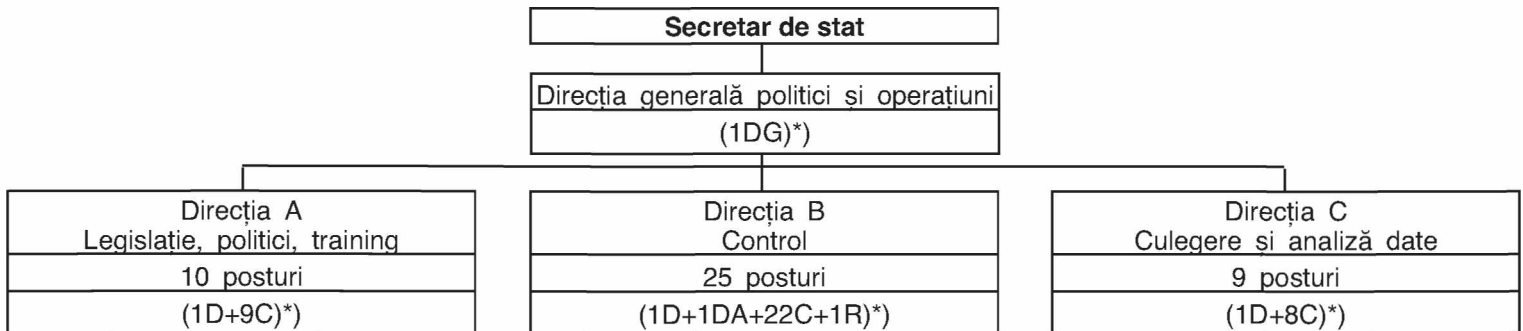 Secretar de stat
Direcția generală politici și operațiuni
(1DG)*)
Direcția A
Legislație, politici, training
10 posturi
(1D+9C)*)
Direcția B
Control
25 posturi
(1D+1DA+22C+1R)*)
Direcția C
Culegere și analiză date
9 posturi
(1D+8C)*)